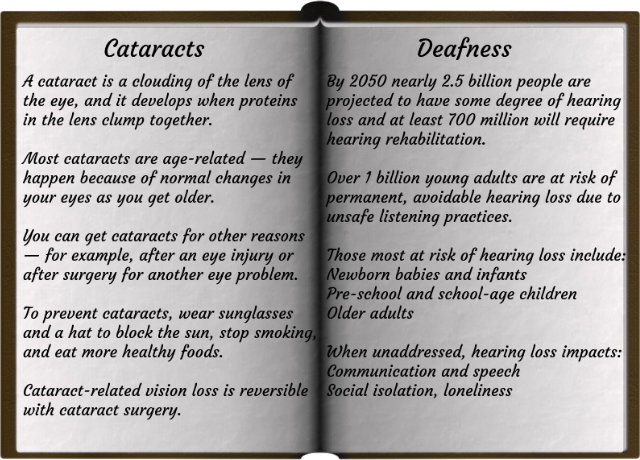 Cataracts
A cataract is a clouding of the lens of
the eye, and it develops when proteins
in the lens clump together.
Most cataracts are age-related — they
happen because of normal changes in
your eyes as you get older.
You can get cataracts for other reasons
— for example, after an eye injury or
after surgery for another eye problem.
To prevent cataracts, wear sunglasses
and a hat to block the sun, stop smoking,
and eat more healthy foods.
Cataract-related vision loss is reversible
with cataract surgery.
Deafness
By 2050 nearly 2.5 billion people are
projected to have some degree of hearing
loss and at least 700 million will require
hearing rehabilitation.
Over 1 billion young adults are at risk of
permanent, avoidable hearing loss due to
unsafe listening practices.
Those most at risk of hearing loss include:
Newborn babies and infants
Pre-school and school-age children
Older adults
When unaddressed, hearing loss impacts:
Communication and speech
Social isolation, loneliness